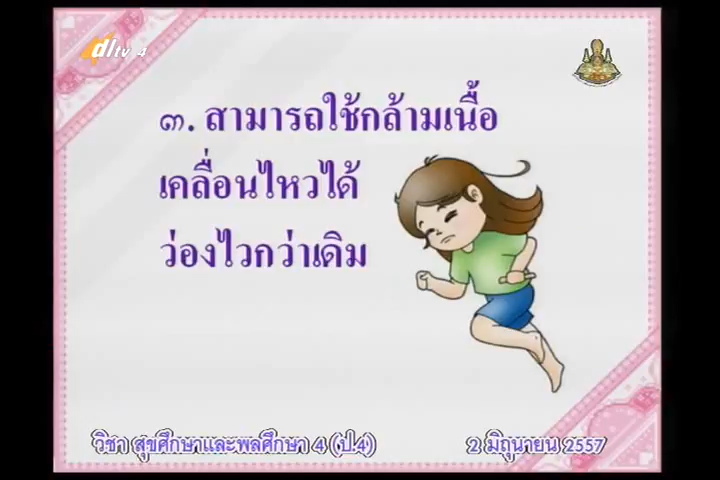 dltv 4
๓. สามารถใช้กล้ามเนื้อ
เคลื่อนไหวได้
ว่องไวกว่าเดิม
วิชา สุขศึกษาและพลศึกษา 4 (ป.4) 2 มิถุนายน 2557